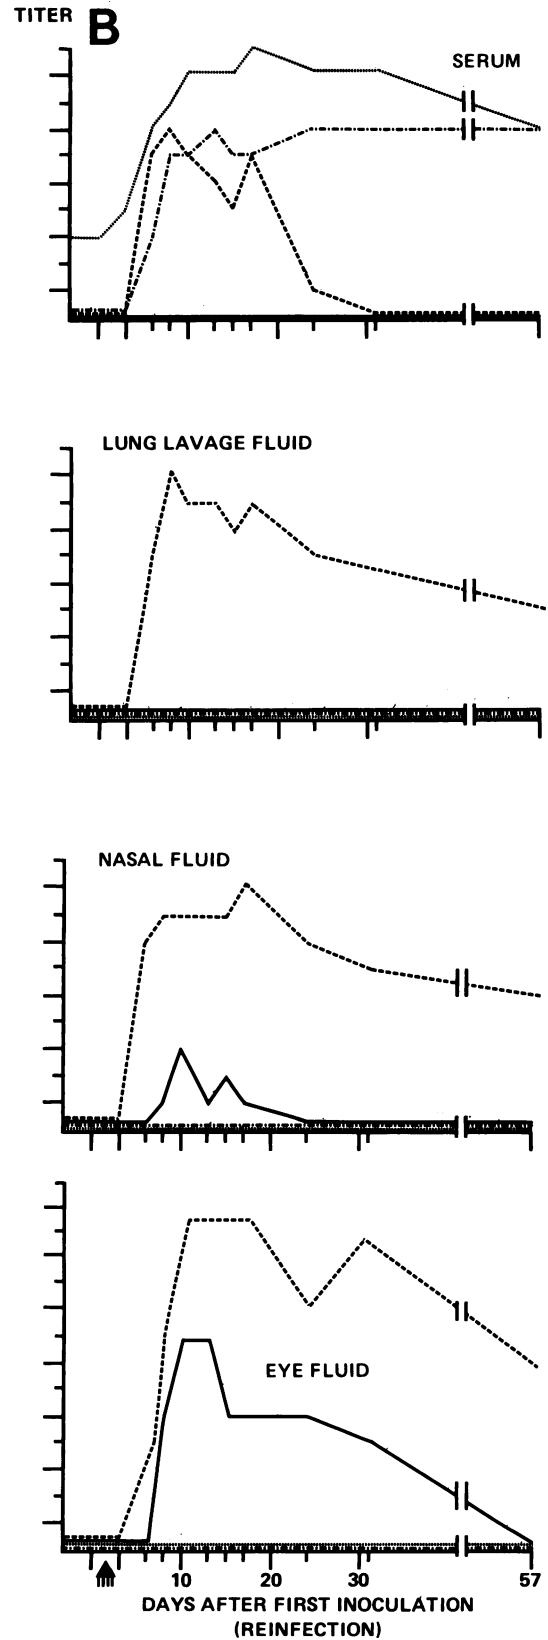 TITER B
SERUM
LUNG LAVAGE FLUID
NASAL FLUID
EYE FLUID
10 20 30 57
DAYS AFTER FIRST INOCULATION
(REINFECTION)